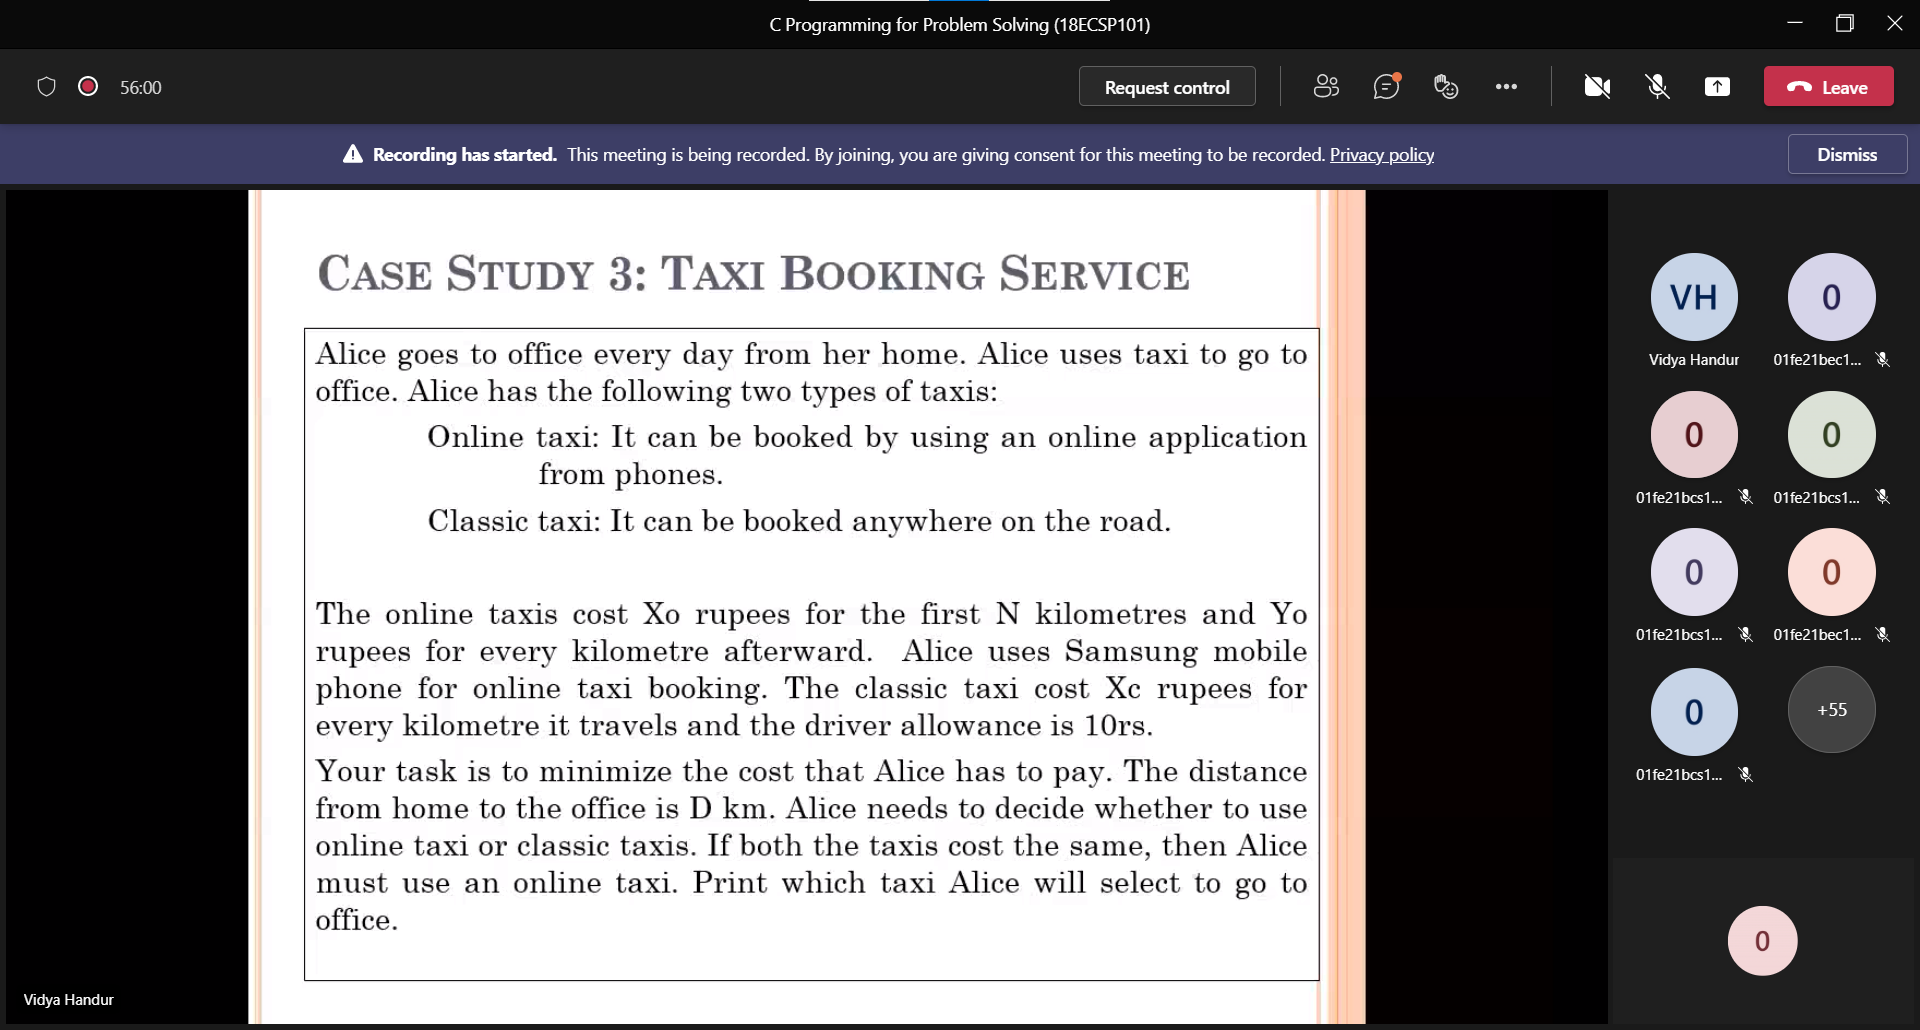 C Programming for Problem Solving (18ECSP101)
56:00
Request control
Leave
Recording has started. This meeting is being recorded. By joining, you are giving consent for this meeting to be recorded. Privacy policy
Dismiss
CASE STUDY 3: TAXI BOOKING SERVICE
Alice goes to office every day from her home. Alice uses taxi to go to
office. Alice has the following two types of taxis:
Online taxi: It can be booked by using an online application
from phones.
Classic taxi: It can be booked anywhere on the road.
The online taxis cost Xo rupees for the first N kilometres and Yo
rupees for every kilometre afterward. Alice uses Samsung mobile
phone for online taxi booking. The classic taxi cost Xc rupees for
every kilometre it travels and the driver allowance is 10rs.
Your task is to minimize the cost that Alice has to pay. The distance
from home to the office is D km. Alice needs to decide whether to use
online taxi or classic taxis. If both the taxis cost the same, then Alice
must use an online taxi. Print which taxi Alice will select to go to
office.
Vidya Handur
VH
0
Vidya Handur
01fe21bec1...
0
0
01fe21bcs1...
01fe21bcs1...
0
0
01fe21bcs1...
01fe21bec1...
0
+55
01fe21bcs1...
0